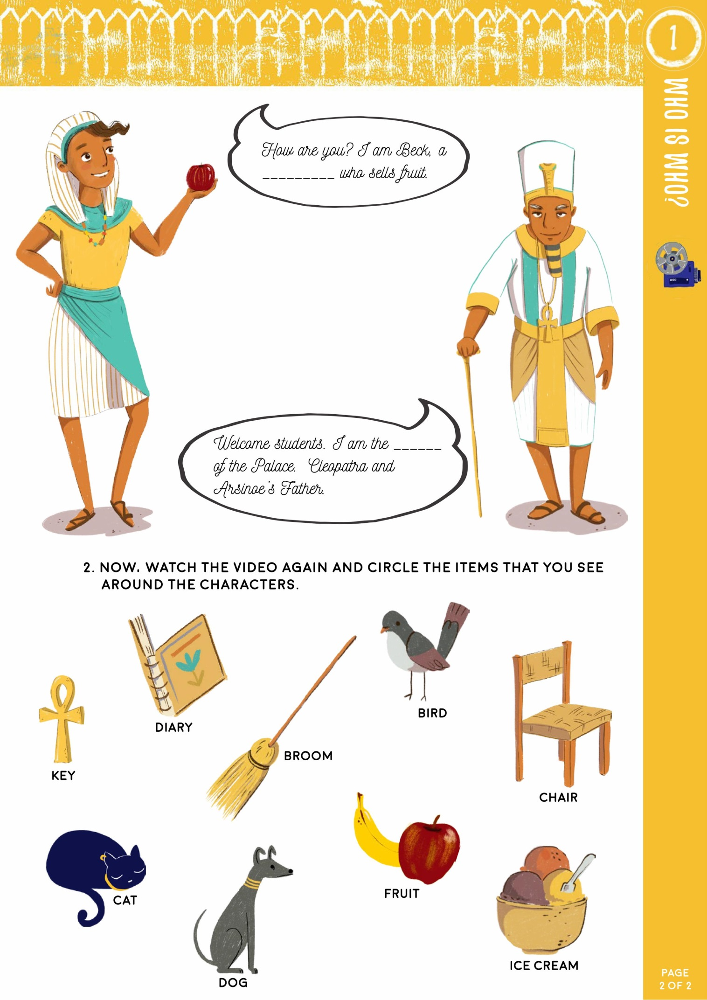 1
WHO IS WHO?
How are you? I am Beck, a
_________ who sells fruit.
Welcome students. I am the ______
of the Palace. Cleopatra and
Arsinoe's Father.
2. NOW, WATCH THE VIDEO AGAIN AND CIRCLE THE ITEMS THAT YOU SEE
AROUND THE CHARACTERS.
KEY
DIARY
BROOM
BIRD
CHAIR
CAT
DOG
FRUIT
ICE CREAM
PAGE
2 OF 2